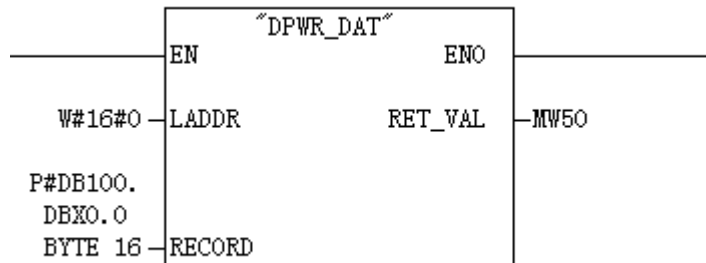 "DPWR_DAT"
EN ENO
W#16#0 LADDR RET_VAL MW50
P#DB100.
DBX0.0
BYTE 16 RECORD